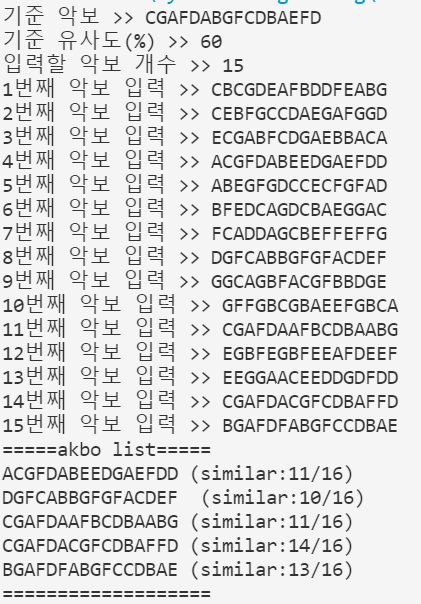 기준 악보 >> CGAFDABGFCDBAEFD
기준 유사도(%) >> 60
입력할 악보 개수 >> 15
1번째 악보 입력 >> CBCGDEAFBDDFEABG
2번째 악보 입력 >> CEBFGCCDAEGAFGGD
3번째 악보 입력 >> ECGABFCDGAEBBACA
4번째 악보 입력 >> ACGFDABEEDGAEFDD
5번째 악보 입력 >> ABEGFGDCCECFGFAD
6번째 악보 입력 >> BFEDCAGDCBAEGGAC
7번째 악보 입력 >> FCADDAGCBEFFEFFG
8번째 악보 입력 >> DGFCABBGFGFACDEF
9번째 악보 입력 >> GGCAGBFACGFBBDGE
10번째 악보 입력 >> GFFGBCGBAEEFGBCA
11번째 악보 입력 >> CGAFDAAFBCDBAABG
12번째 악보 입력 >> EGBFEGBFEEAFDEEF
13번째 악보 입력 >> EEGGAACEEDDGDFDD
14번째 악보 입력 >> CGAFDACGFCDBAFFD
15번째 악보 입력 >> BGAFDFABGFCCDBAE
=====akbo list=====
ACGFDABEEDGAEFDD (similar:11/16)
DGFCABBGFGFACDEF  (similar:10/16)
CGAFDAAFBCDBAABG (similar:11/16)
CGAFDACGFCDBAFFD (similar:14/16)
BGAFDFABGFCCDBAE (similar:13/16)
===================